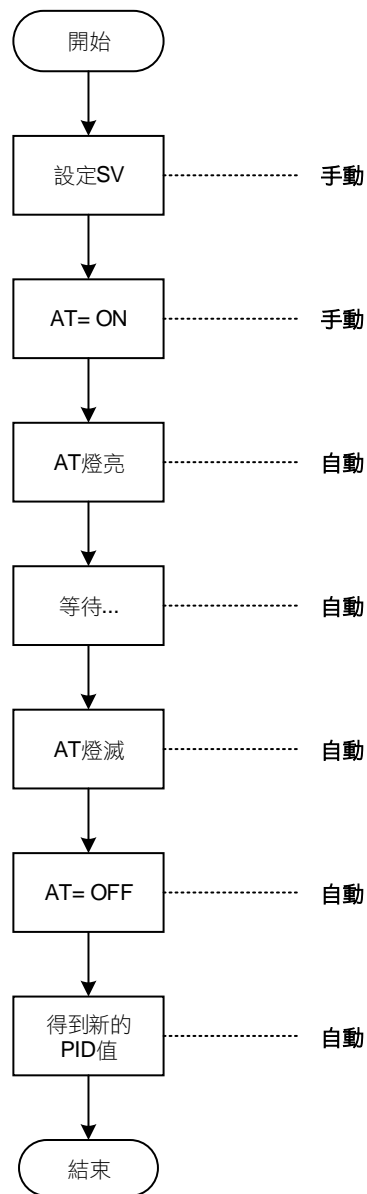 開始
設定SV
手動
AT= ON
手動
AT燈亮
自動
等待...
自動
AT燈滅
自動
AT= OFF
自動
得到新的
PID值
自動
結束